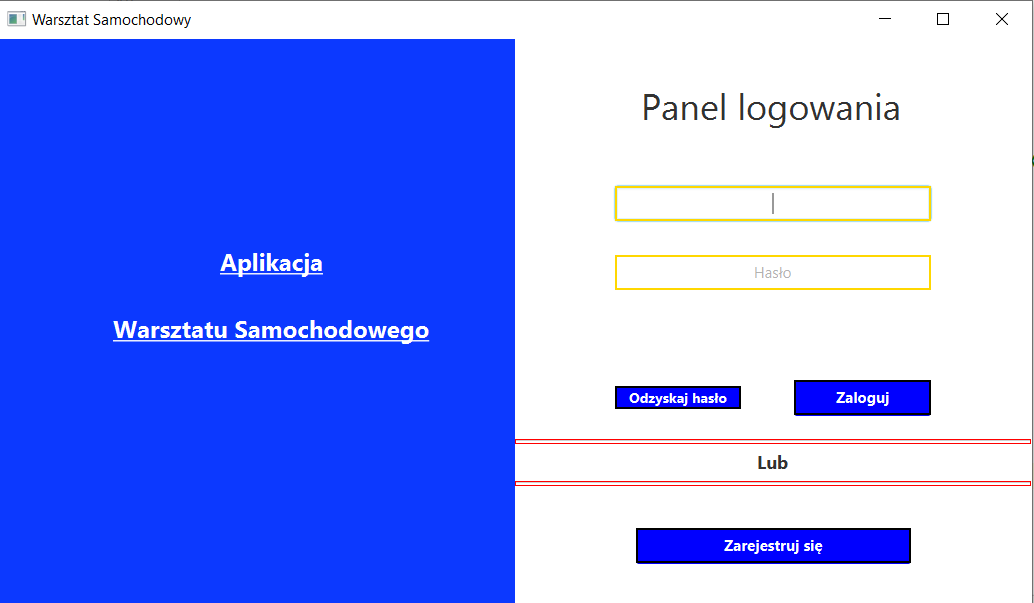 Warsztat Samochodowy
Aplikacja
Warsztatu Samochodowego
Panel logowania
Hasło
Odzyskaj hasło
Zaloguj
Lub
Zarejestruj się